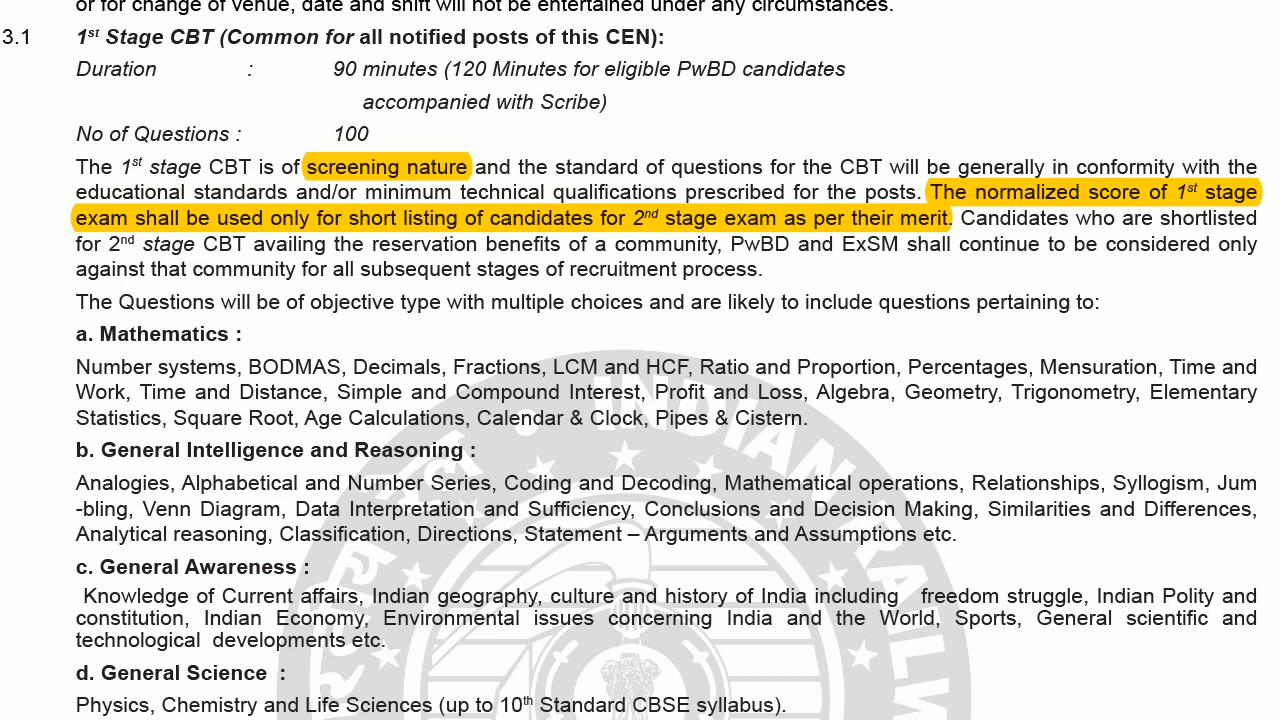 or for change of venue, date and shift will not be entertained under any circumstances.
3.1 1st Stage CBT (Common for all notified posts of this CEN):
Duration : 90 minutes (120 Minutes for eligible PwBD candidates
accompanied with Scribe)
No of Questions : 100
The 1st stage CBT is of screening nature and the standard of questions for the CBT will be generally in conformity with the
educational standards and/or minimum technical qualifications prescribed for the posts. The normalized score of 1st stage
exam shall be used only for short listing of candidates for 2nd stage exam as per their merit. Candidates who are shortlisted
for 2nd stage CBT availing the reservation benefits of a community, PwBD and ExSM shall continue to be considered only
against that community for all subsequent stages of recruitment process.
The Questions will be of objective type with multiple choices and are likely to include questions pertaining to:
a. Mathematics :
Number systems, BODMAS, Decimals, Fractions, LCM and HCF, Ratio and Proportion, Percentages, Mensuration, Time and
Work, Time and Distance, Simple and Compound Interest, Profit and Loss, Algebra, Geometry, Trigonometry, Elementary
Statistics, Square Root, Age Calculations, Calendar & Clock, Pipes & Cistern.
b. General Intelligence and Reasoning :
Analogies, Alphabetical and Number Series, Coding and Decoding, Mathematical operations, Relationships, Syllogism, Jum
-bling, Venn Diagram, Data Interpretation and Sufficiency, Conclusions and Decision Making, Similarities and Differences,
Analytical reasoning, Classification, Directions, Statement – Arguments and Assumptions etc.
c. General Awareness :
Knowledge of Current affairs, Indian geography, culture and history of India including freedom struggle, Indian Polity and
constitution, Indian Economy, Environmental issues concerning India and the World, Sports, General scientific and
technological developments etc.
d. General Science :
Physics, Chemistry and Life Sciences (up to 10th Standard CBSE syllabus).
INDIAN